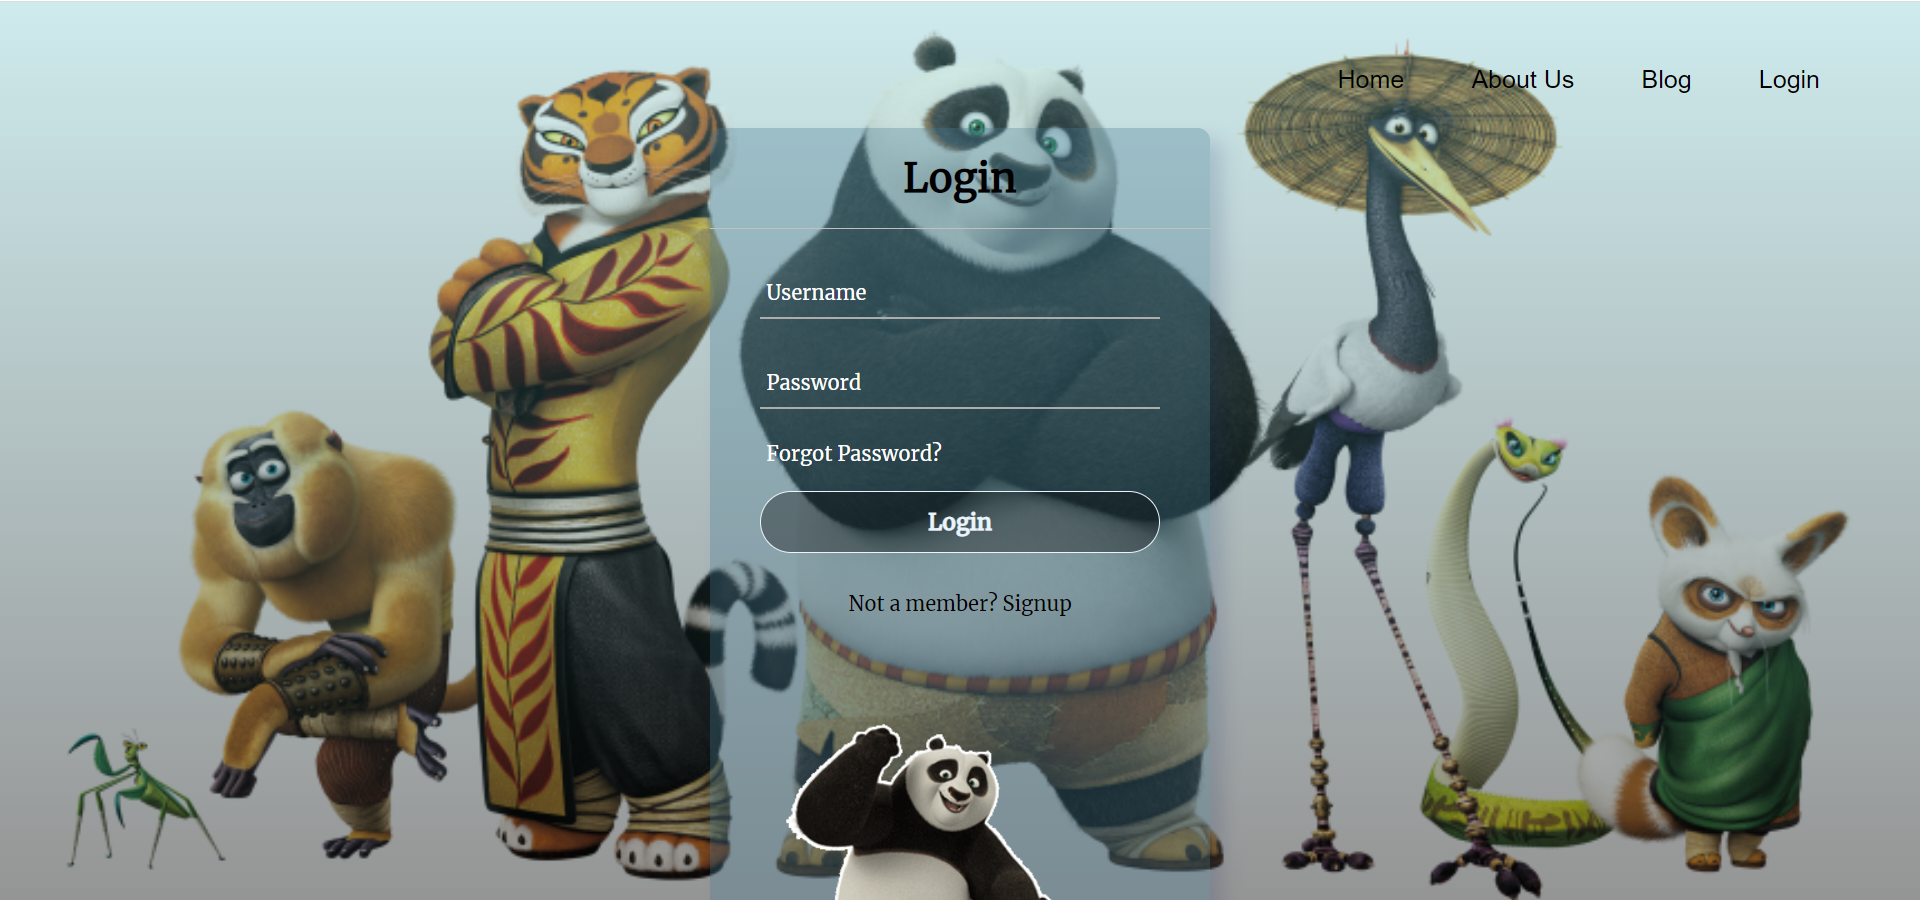 Home About Us Blog Login
Login
Username
Password
Forgot Password?
Login
Not a member? Signup